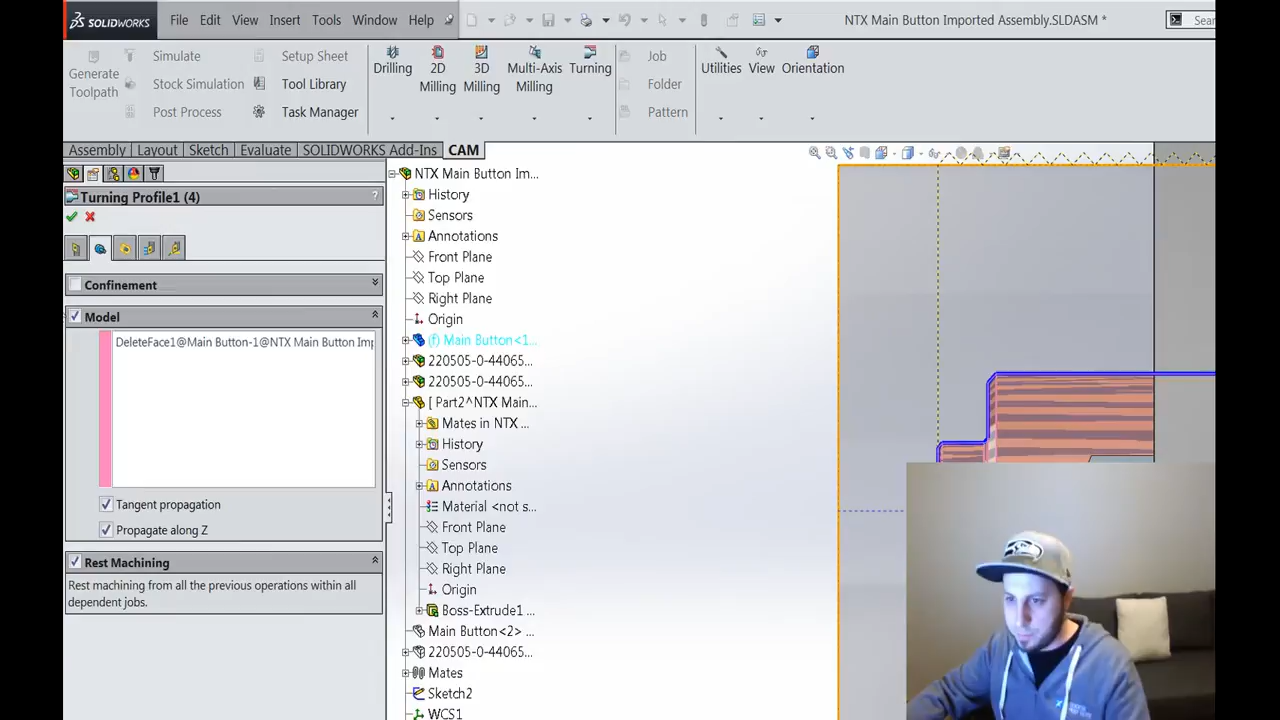 SOLIDWORKS File Edit View Insert Tools Window Help NTX Main Button Imported Assembly.SLDASM * Sear
Generate Toolpath
Simulate
Stock Simulation
Post Process
Setup Sheet
Tool Library
Task Manager
Drilling
2D Milling
3D Milling
Multi-Axis Milling
Turning
Job
Folder
Pattern
Utilities
View
Orientation
Assembly Layout Sketch Evaluate SOLIDWORKS Add-Ins CAM
Turning Profile1 (4) ?
Confinement
Model
DeleteFace1@Main Button-1@NTX Main Button Imp
Tangent propagation
Propagate along Z
Rest Machining
Rest machining from all the previous operations within all
dependent jobs.
NTX Main Button Im...
History
Sensors
Annotations
Front Plane
Top Plane
Right Plane
Origin
(f) Main Button<1...
220505-0-44065...
220505-0-44065...
[ Part2^NTX Main...
Mates in NTX ...
History
Sensors
Annotations
Material <not s...
Front Plane
Top Plane
Right Plane
Origin
Boss-Extrude1 ...
Main Button<2> ...
220505-0-44065...
Mates
Sketch2
WCS1